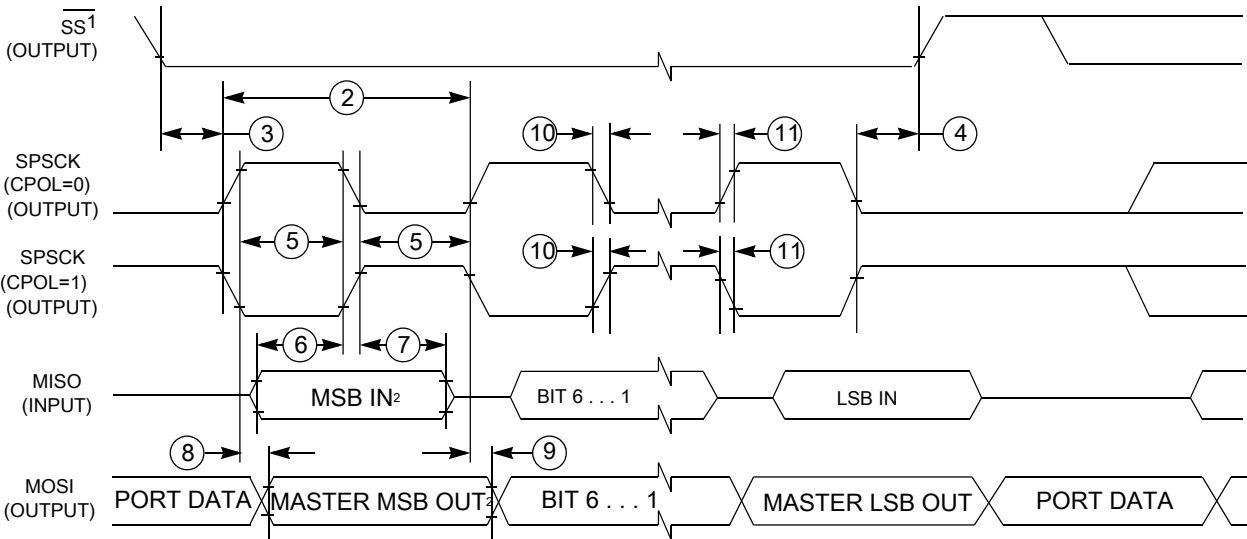 SS1
(OUTPUT)
2
3
10
11
4
SPSCK
(CPOL=0)
(OUTPUT)
5
5
SPSCK
(CPOL=1)
(OUTPUT)
10
11
6
7
MISO
(INPUT)
MSB IN2
BIT 6 . . . 1
LSB IN
8
9
MOSI
(OUTPUT)
PORT DATA
MASTER MSB OUT2
BIT 6 . . . 1
MASTER LSB OUT
PORT DATA